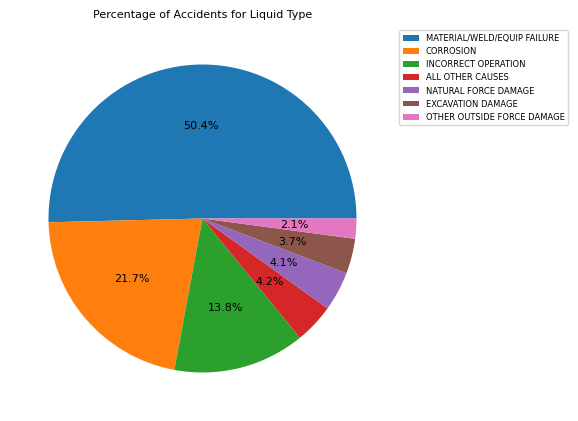 Percentage of Accidents for Liquid Type
MATERIAL/WELD/EQUIP FAILURE
CORROSION
INCORRECT OPERATION
ALL OTHER CAUSES
NATURAL FORCE DAMAGE
EXCAVATION DAMAGE
OTHER OUTSIDE FORCE DAMAGE
50.4%
2.1%
3.7%
4.1%
21.7%
4.2%
13.8%